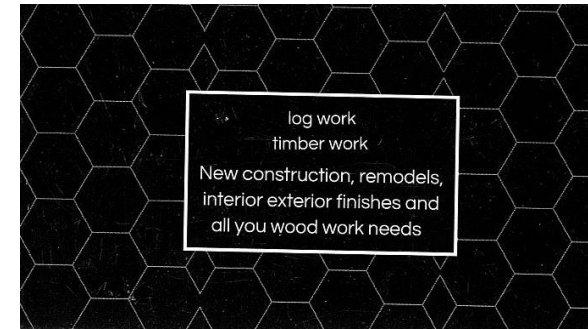 log work
timber work
New construction, remodels,
interior exterior finishes and
all you wood work needs